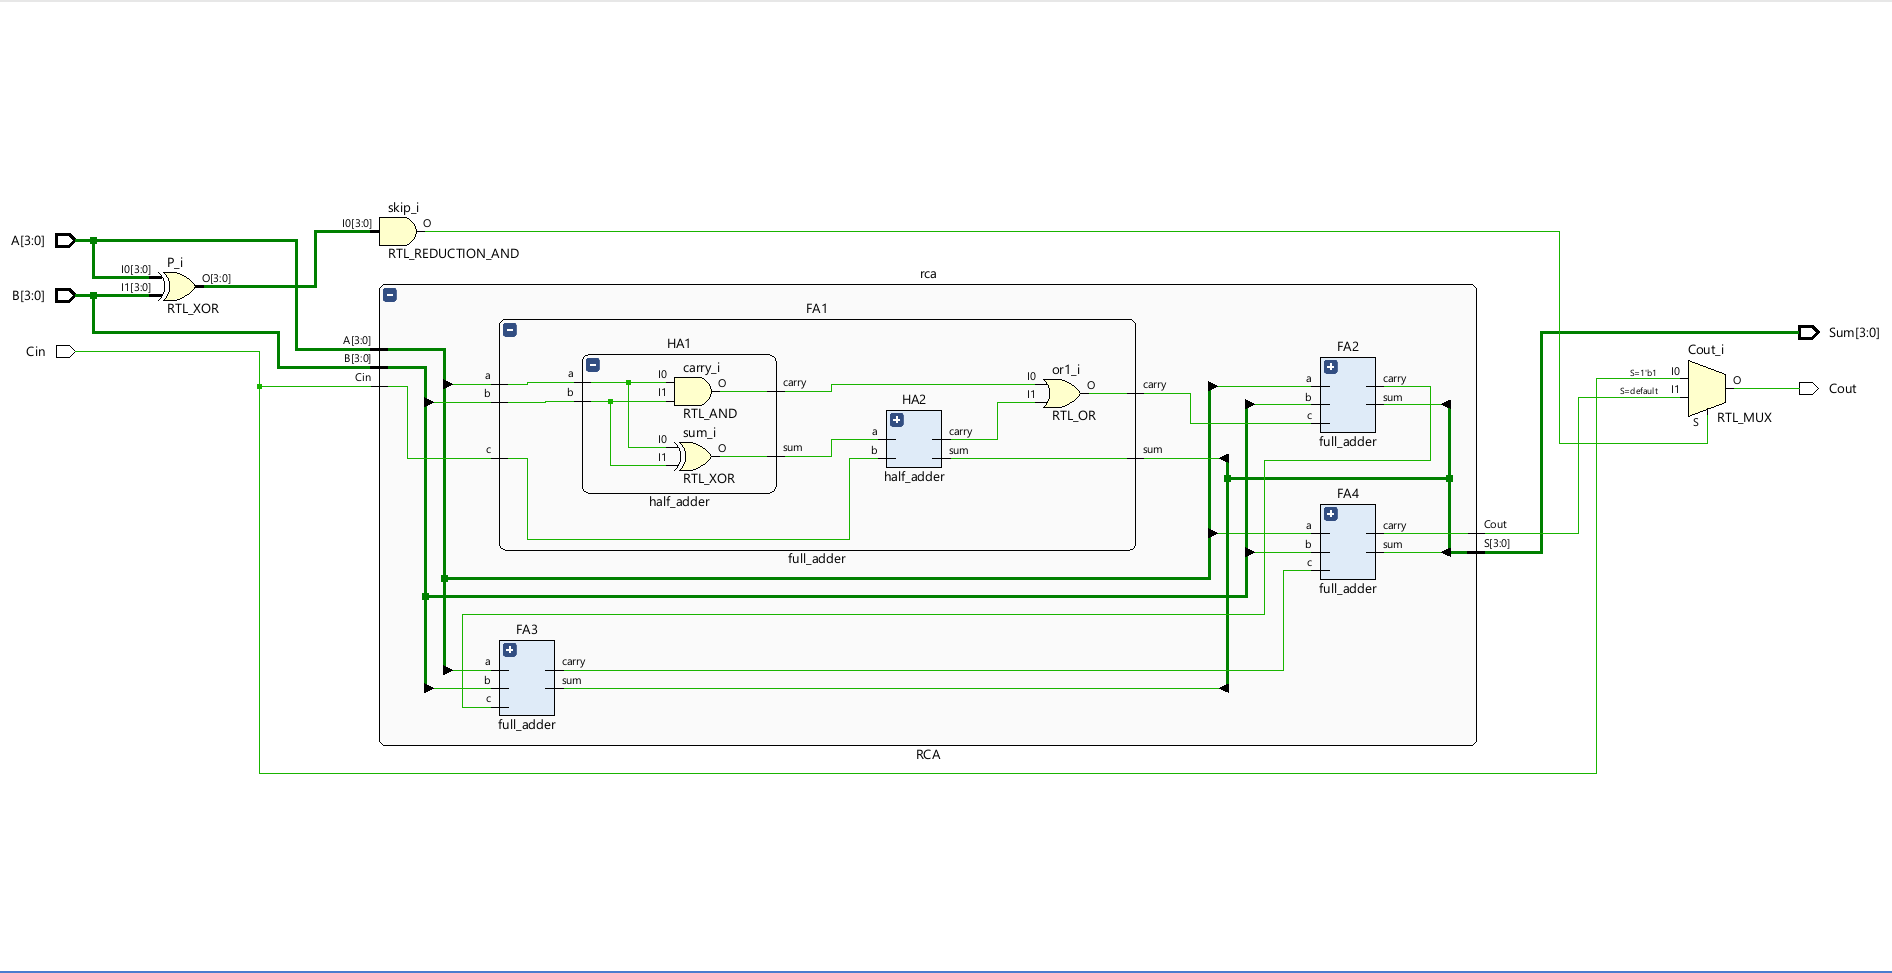 skip_i
I0[3:0] O
RTL_REDUCTION_AND
A[3:0]
P_i
I0[3:0] O[3:0]
I1[3:0]
RTL_XOR
B[3:0]
Cin
rca
A[3:0]
B[3:0]
Cin
FA1
a
b
c
HA1
a
b
carry_i
I0 O
I1
RTL_AND
sum_i
I0 O
I1
RTL_XOR
carry
sum
half_adder
HA2
a carry
b sum
half_adder
or1_i
I0 O
I1
RTL_OR
carry
sum
full_adder
FA2
a carry
b sum
c
full_adder
FA4
a carry
b sum
c
full_adder
Cout
S[3:0]
FA3
a carry
b sum
c
full_adder
RCA
Sum[3:0]
Cout_i
S=1'b1 I0 O
S=default I1
S
RTL_MUX
Cout